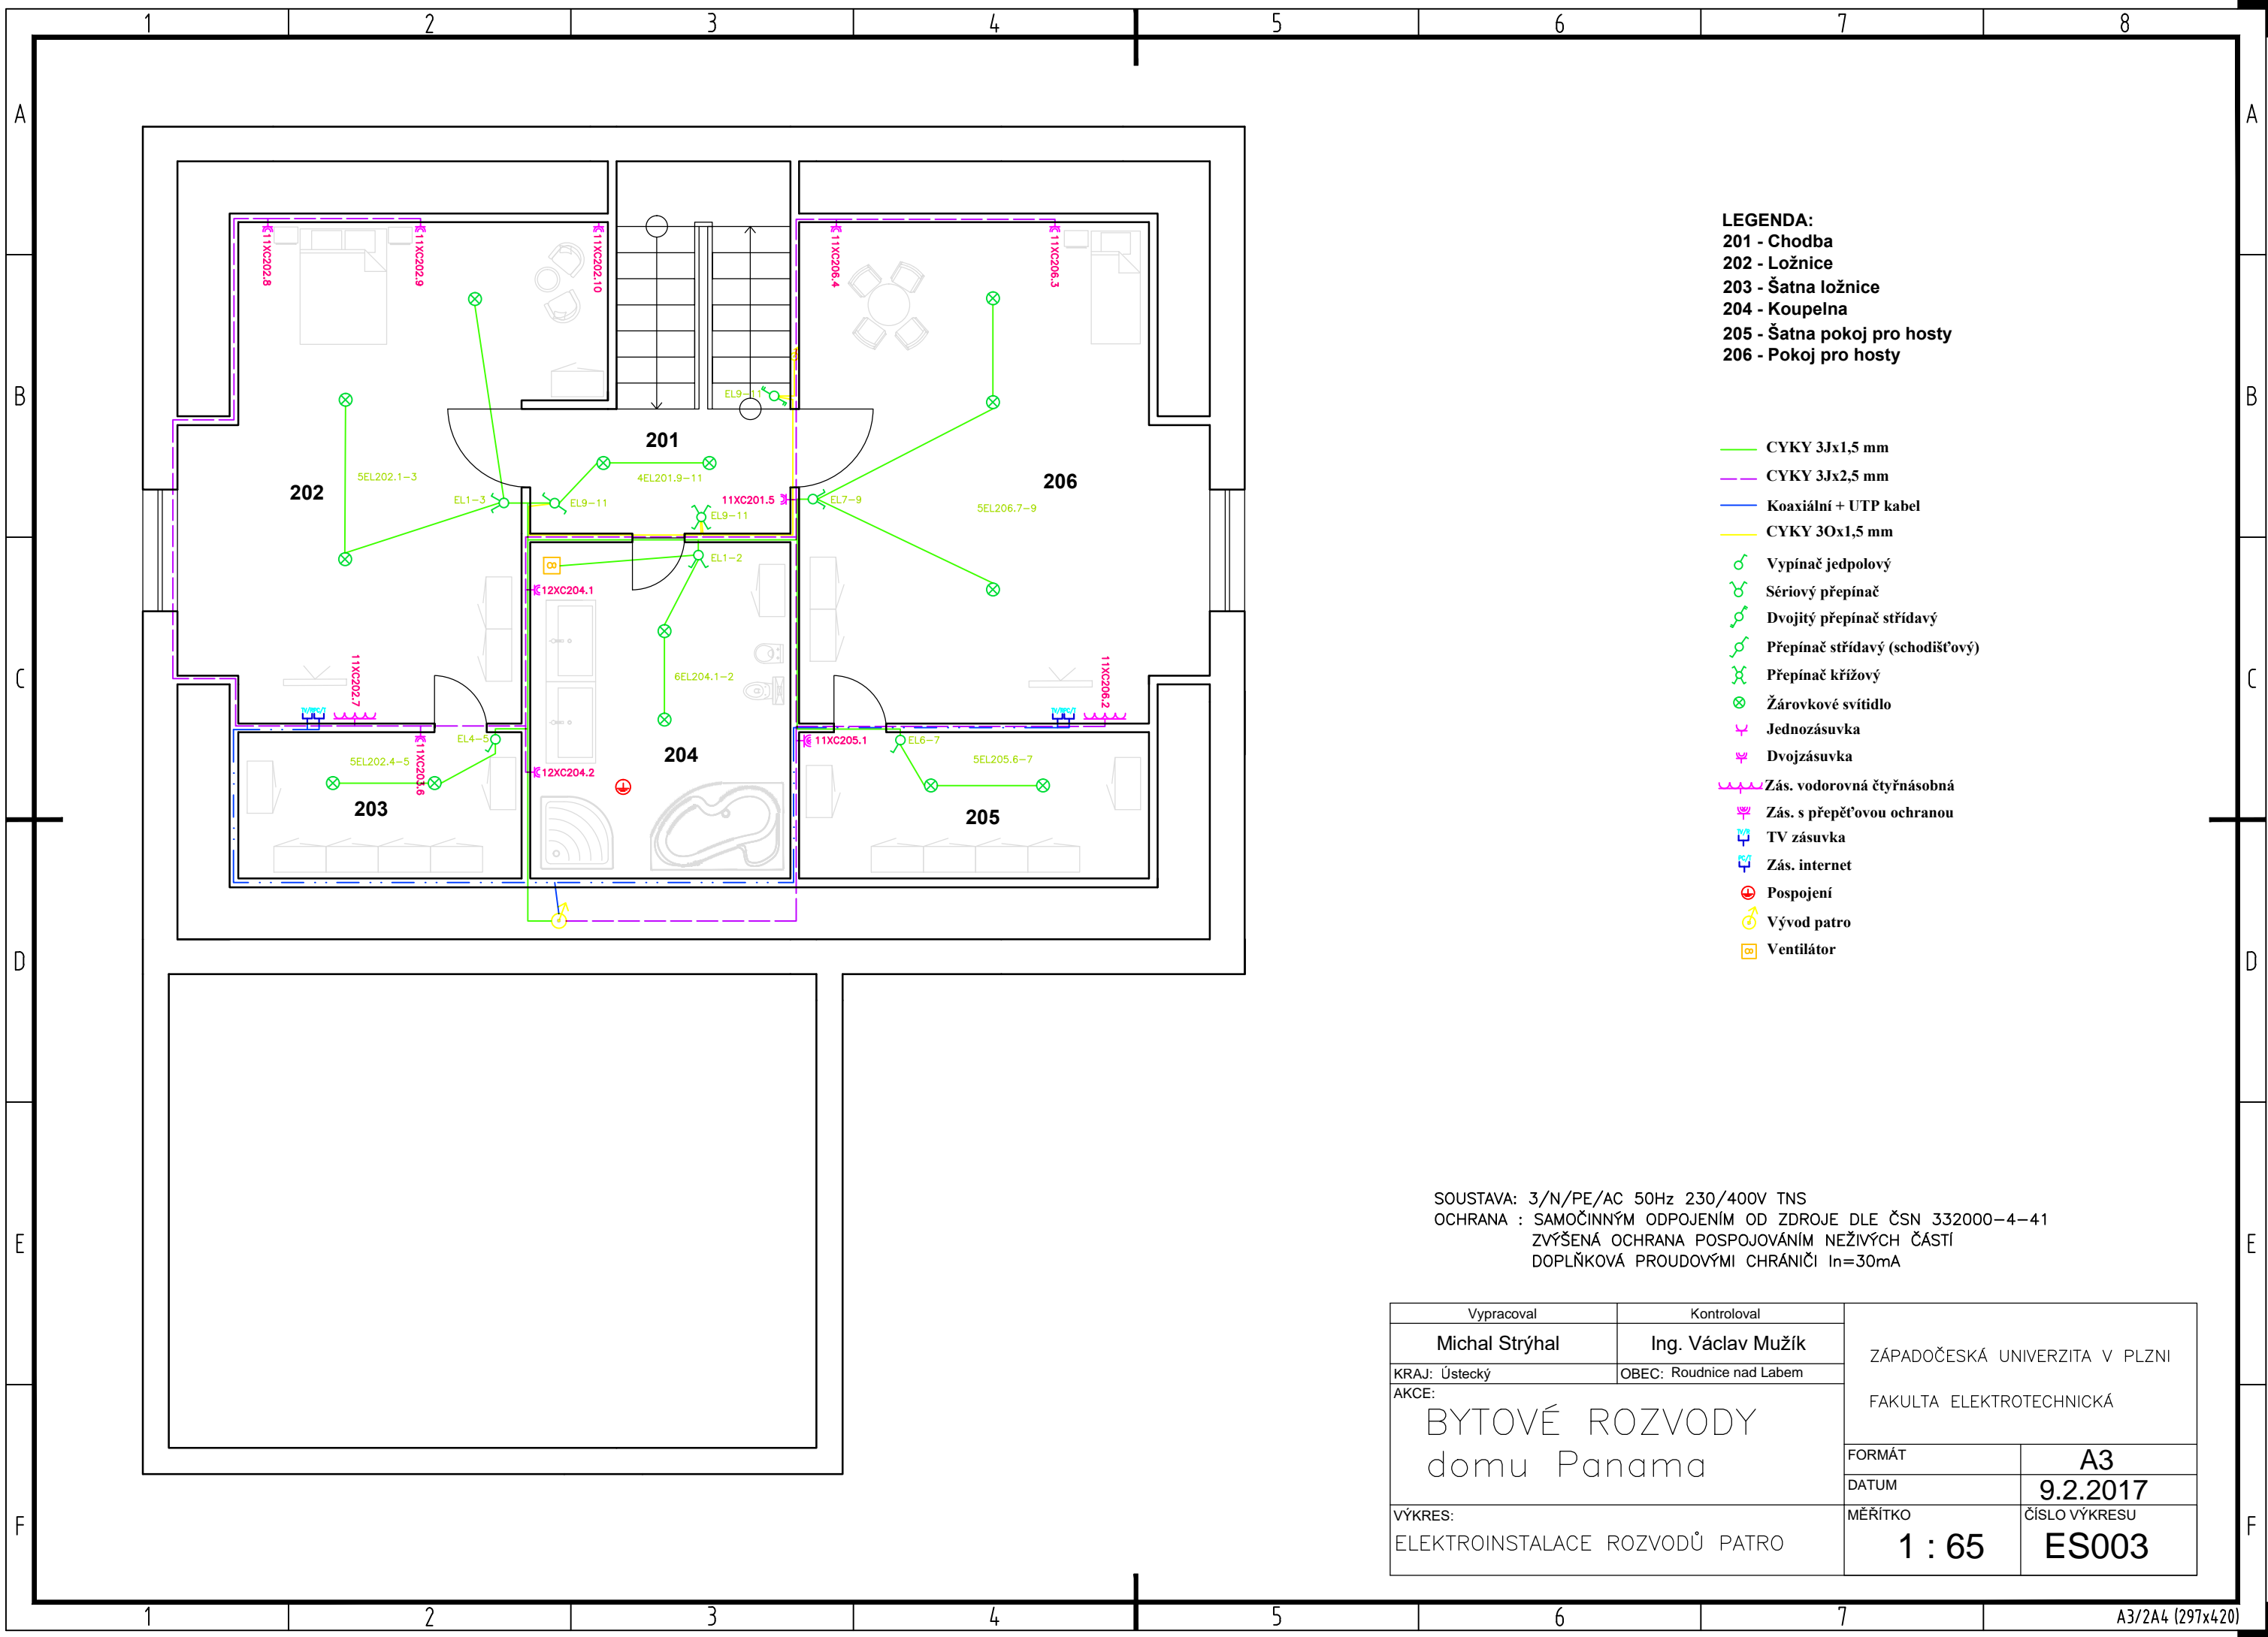 1 2 3 4 5 6 7 8
A A
B B
C C
D D
E E
F F
11XC202.8
11XC202.9
11XC202.10
11XC206.4
11XC206.3
EL9-11
201
202
5EL202.1-3
4EL201.9-11
EL1-3
EL9-11
11XC201.5
EL7-9
206
5EL206.7-9
EL9-11
EL1-2
12XC204.1
11XC202.7
6EL204.1-2
11XC206.2
EL4-5
11XC203.6
5EL202.4-5
203
12XC204.2
204
11XC205.1
EL6-7
5EL205.6-7
205
LEGENDA:
201 - Chodba
202 - Ložnice
203 - Šatna ložnice
204 - Koupelna
205 - Šatna pokoj pro hosty
206 - Pokoj pro hosty
CYKY 3Jx1,5 mm
CYKY 3Jx2,5 mm
Koaxiální + UTP kabel
CYKY 3Ox1,5 mm
Vypínač jedpolový
Sériový přepínač
Dvojitý přepínač střídavý
Přepínač střídavý (schodišťový)
Přepínač křížový
Žárovkové svítidlo
Jednozásuvka
Dvojzásuvka
Zás. vodorovná čtyřnásobná
Zás. s přepěťovou ochranou
TV zásuvka
Zás. internet
Pospojení
Vývod patro
Ventilátor
SOUSTAVA: 3/N/PE/AC 50Hz 230/400V TNS
OCHRANA : SAMOČINNÝM ODPOJENÍM OD ZDROJE DLE ČSN 332000-4-41
ZVÝŠENÁ OCHRANA POSPOJOVÁNÍM NEŽIVÝCH ČÁSTÍ
DOPLŇKOVÁ PROUDOVÝMI CHRÁNIČI In=30mA
Vypracoval
Kontroloval
Michal Strýhal
Ing. Václav Mužík
KRAJ: Ústecký
OBEC: Roudnice nad Labem
ZÁPADOČESKÁ UNIVERZITA V PLZNI
FAKULTA ELEKTROTECHNICKÁ
AKCE:
BYTOVÉ ROZVODY
domu Panama
FORMÁT
A3
DATUM
9.2.2017
VÝKRES:
ELEKTROINSTALACE ROZVODŮ PATRO
MĚŘÍTKO
1 : 65
ČÍSLO VÝKRESU
ES003
1 2 3 4 5 6 7
A3/2A4 (297x420)